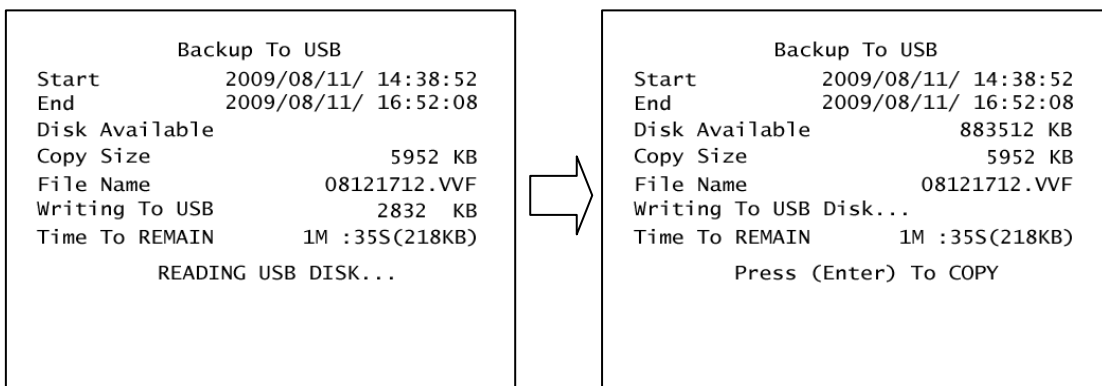 Backup To USB
Start 2009/08/11/ 14:38:52
End 2009/08/11/ 16:52:08
Disk Available
Copy Size 5952 KB
File Name 08121712.VVF
Writing To USB 2832 KB
Time To REMAIN 1M :35S(218KB)
READING USB DISK...
Backup To USB
Start 2009/08/11/ 14:38:52
End 2009/08/11/ 16:52:08
Disk Available 883512 KB
Copy Size 5952 KB
File Name 08121712.VVF
Writing To USB Disk...
Time To REMAIN 1M :35S(218KB)
Press (Enter) To COPY